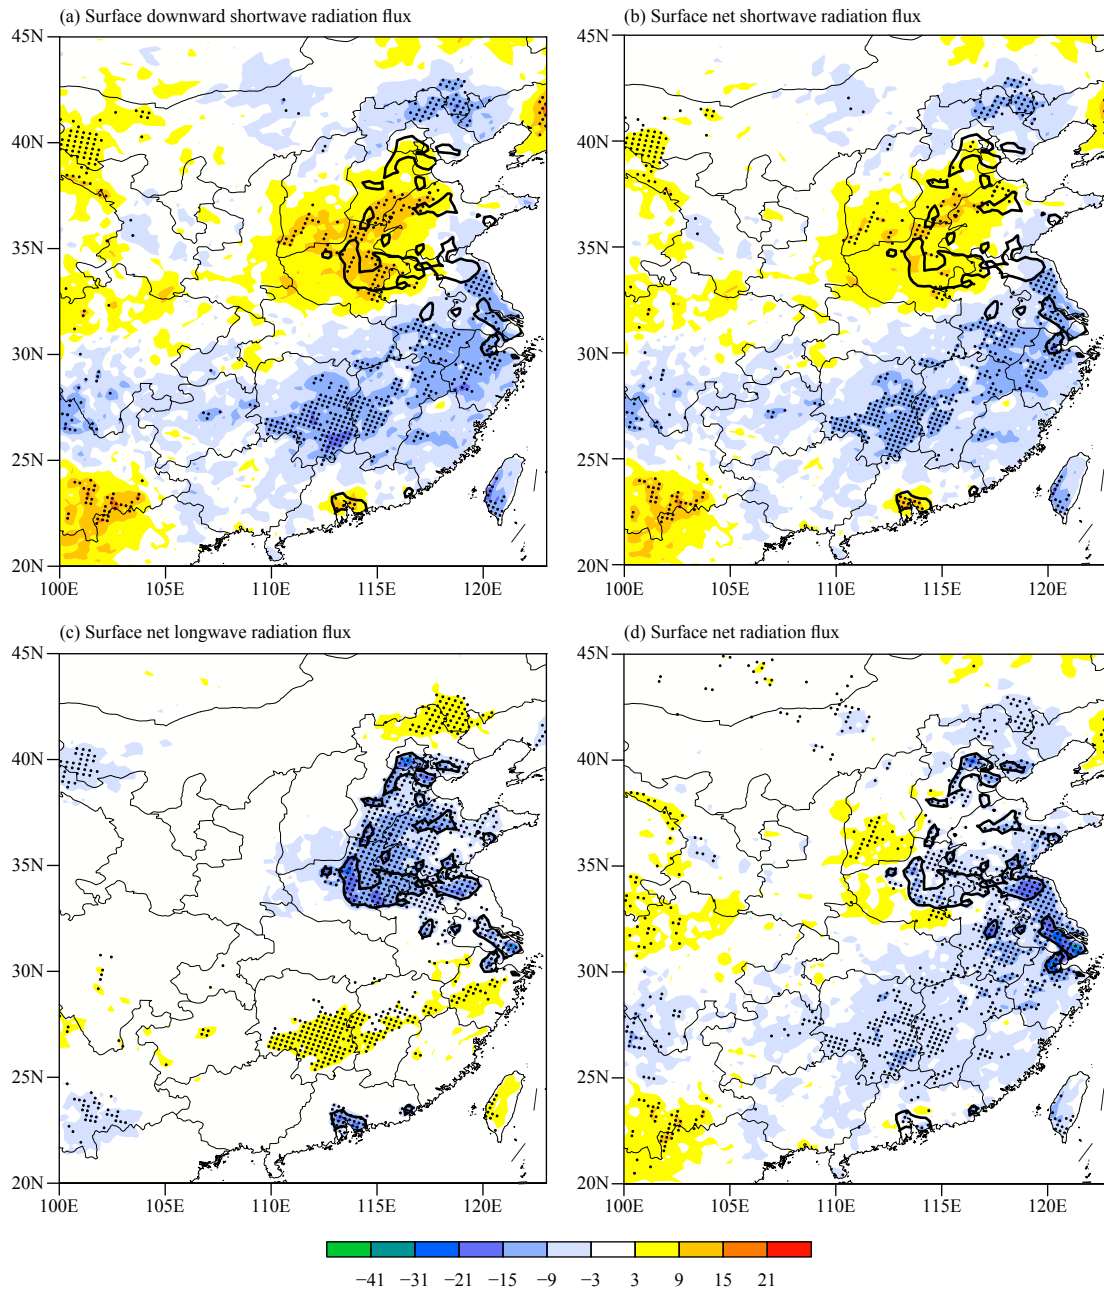 (a) Surface downward shortwave radiation flux
(b) Surface net shortwave radiation flux
45N
40N
35N
30N
25N
20N
100E 105E 110E 115E 120E
45N
40N
35N
30N
25N
20N
100E 105E 110E 115E 120E
(c) Surface net longwave radiation flux
(d) Surface net radiation flux
45N
40N
35N
30N
25N
20N
100E 105E 110E 115E 120E
45N
40N
35N
30N
25N
20N
100E 105E 110E 115E 120E
−41 −31 −21 −15 −9 −3 3 9 15 21